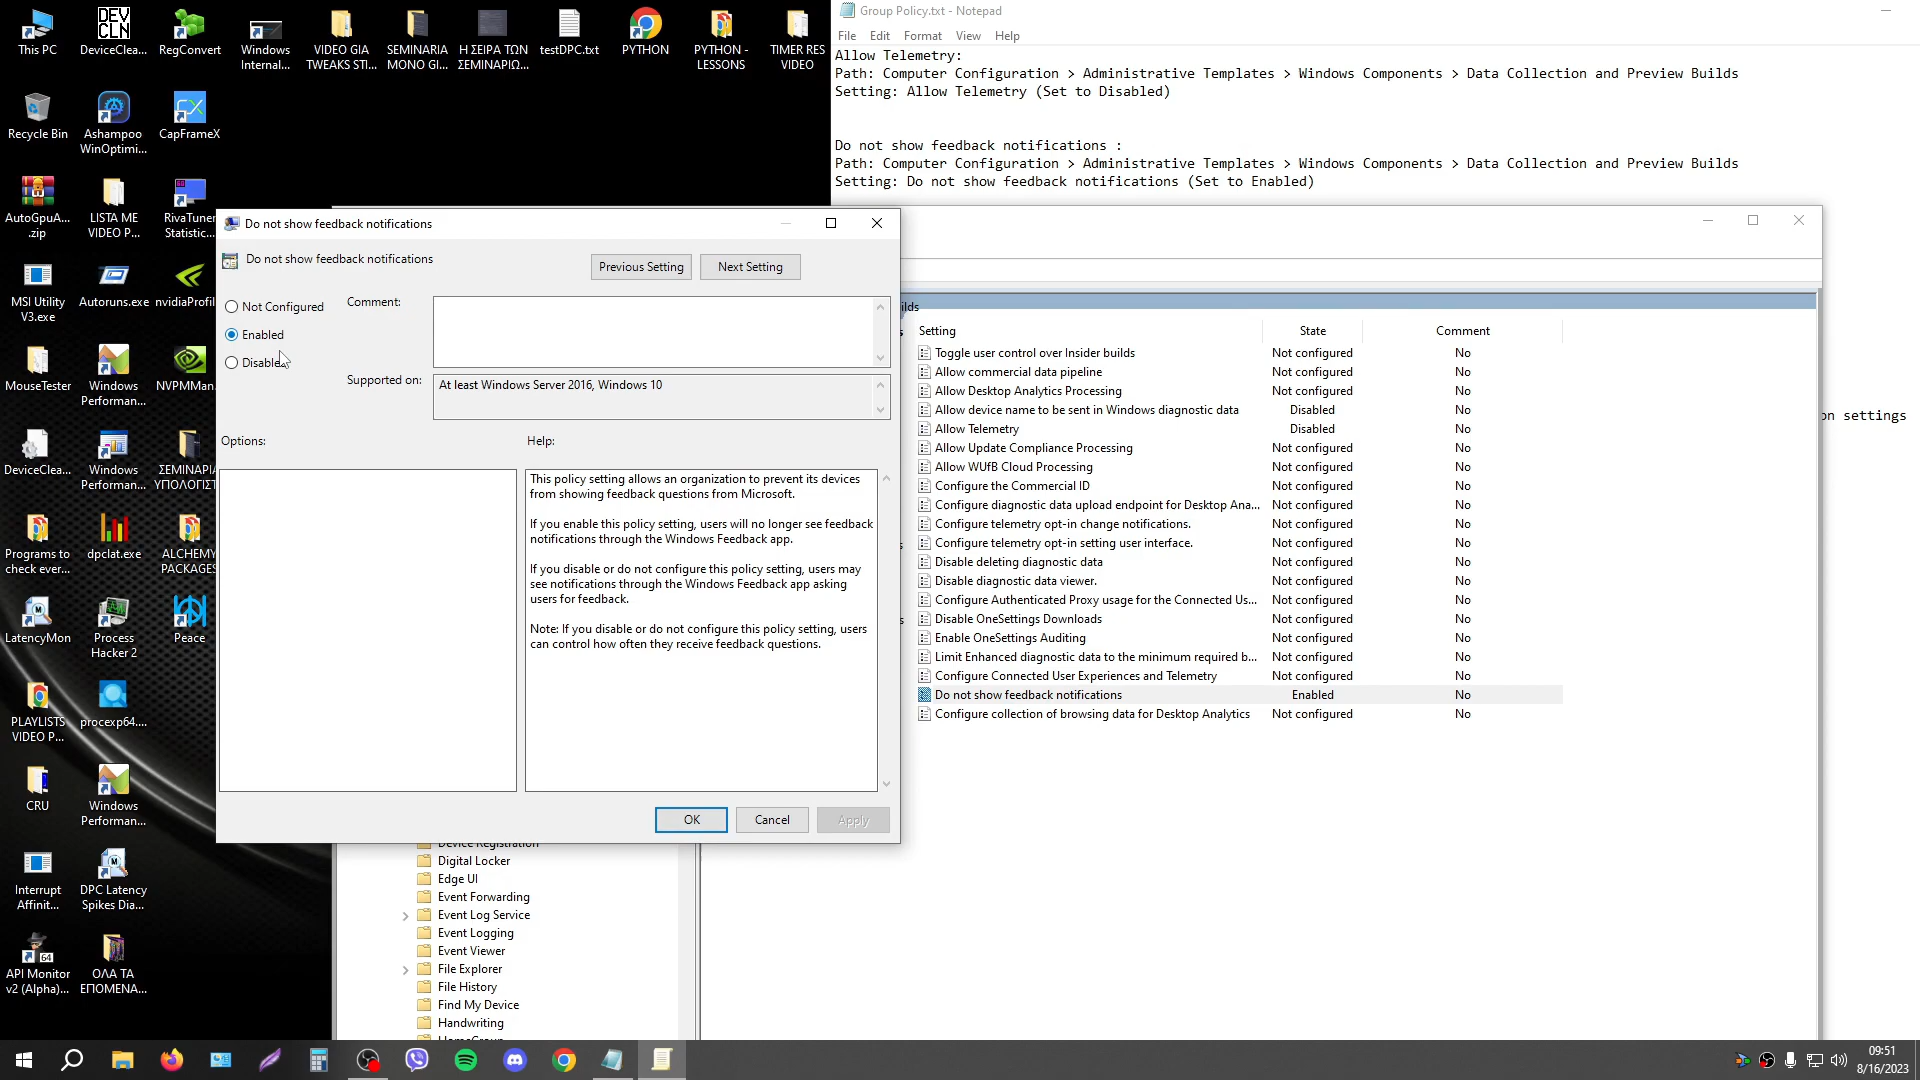 This PC
DeviceClea...
RegConvert
Windows
Internal...
VIDEO GIA
TWEAKS STI...
SEMINARIA
MONO GI...
Η ΣΕΙΡΑ ΤΩΝ
ΣΕΜΙΝΑΡΙΩ...
testDPC.txt
PYTHON
PYTHON -
LESSONS
TIMER RES
VIDEO
Recycle Bin
Ashampoo
WinOptimi...
CapFrameX
AutoGpuA...
.zip
LISTA ME
VIDEO P...
RivaTuner
Statistic...
MSI Utility
V3.exe
Autoruns.exe
nvidiaProfil
MouseTester
Windows
Performan...
NVPMMan.
DeviceClea...
Windows
Performan...
ΣΕΜΙΝΑΡΙΑ
ΥΠΟΛΟΓΙΣΤ
Programs to
check ever...
dpclat.exe
ALCHEMY
PACKAGES
LatencyMon
Process
Hacker 2
Peace
PLAYLISTS
VIDEO P...
procexp64....
CRU
Windows
Performan...
Interrupt
Affinit...
DPC Latency
Spikes Dia...
API Monitor
v2 (Alpha)...
ΟΛΑ ΤΑ
ΕΠΟΜΕΝΑ...
Group Policy.txt - Notepad
File Edit Format View Help
Allow Telemetry:
Path: Computer Configuration > Administrative Templates > Windows Components > Data Collection and Preview Builds
Setting: Allow Telemetry (Set to Disabled)
Do not show feedback notifications :
Path: Computer Configuration > Administrative Templates > Windows Components > Data Collection and Preview Builds
Setting: Do not show feedback notifications (Set to Enabled)
on settings
Do not show feedback notifications
Do not show feedback notifications
Previous Setting
Next Setting
Not Configured
Enabled
Disabled
Comment:
Supported on:
At least Windows Server 2016, Windows 10
Options:
Help:
This policy setting allows an organization to prevent its devices
from showing feedback questions from Microsoft.
If you enable this policy setting, users will no longer see feedback
notifications through the Windows Feedback app.
If you disable or do not configure this policy setting, users may
see notifications through the Windows Feedback app asking
users for feedback.
Note: If you disable or do not configure this policy setting, users
can control how often they receive feedback questions.
OK
Cancel
Apply
ilds
Setting State Comment
Toggle user control over Insider builds Not configured No
Allow commercial data pipeline Not configured No
Allow Desktop Analytics Processing Not configured No
Allow device name to be sent in Windows diagnostic data Disabled No
Allow Telemetry Disabled No
Allow Update Compliance Processing Not configured No
Allow WUfB Cloud Processing Not configured No
Configure the Commercial ID Not configured No
Configure diagnostic data upload endpoint for Desktop Ana... Not configured No
Configure telemetry opt-in change notifications. Not configured No
Configure telemetry opt-in setting user interface. Not configured No
Disable deleting diagnostic data Not configured No
Disable diagnostic data viewer. Not configured No
Configure Authenticated Proxy usage for the Connected Us... Not configured No
Disable OneSettings Downloads Not configured No
Enable OneSettings Auditing Not configured No
Limit Enhanced diagnostic data to the minimum required b... Not configured No
Configure Connected User Experiences and Telemetry Not configured No
Do not show feedback notifications Enabled No
Configure collection of browsing data for Desktop Analytics Not configured No
Device Registration
Digital Locker
Edge UI
Event Forwarding
Event Log Service
Event Logging
Event Viewer
File Explorer
File History
Find My Device
Handwriting
HomeGroup
09:51
8/16/2023